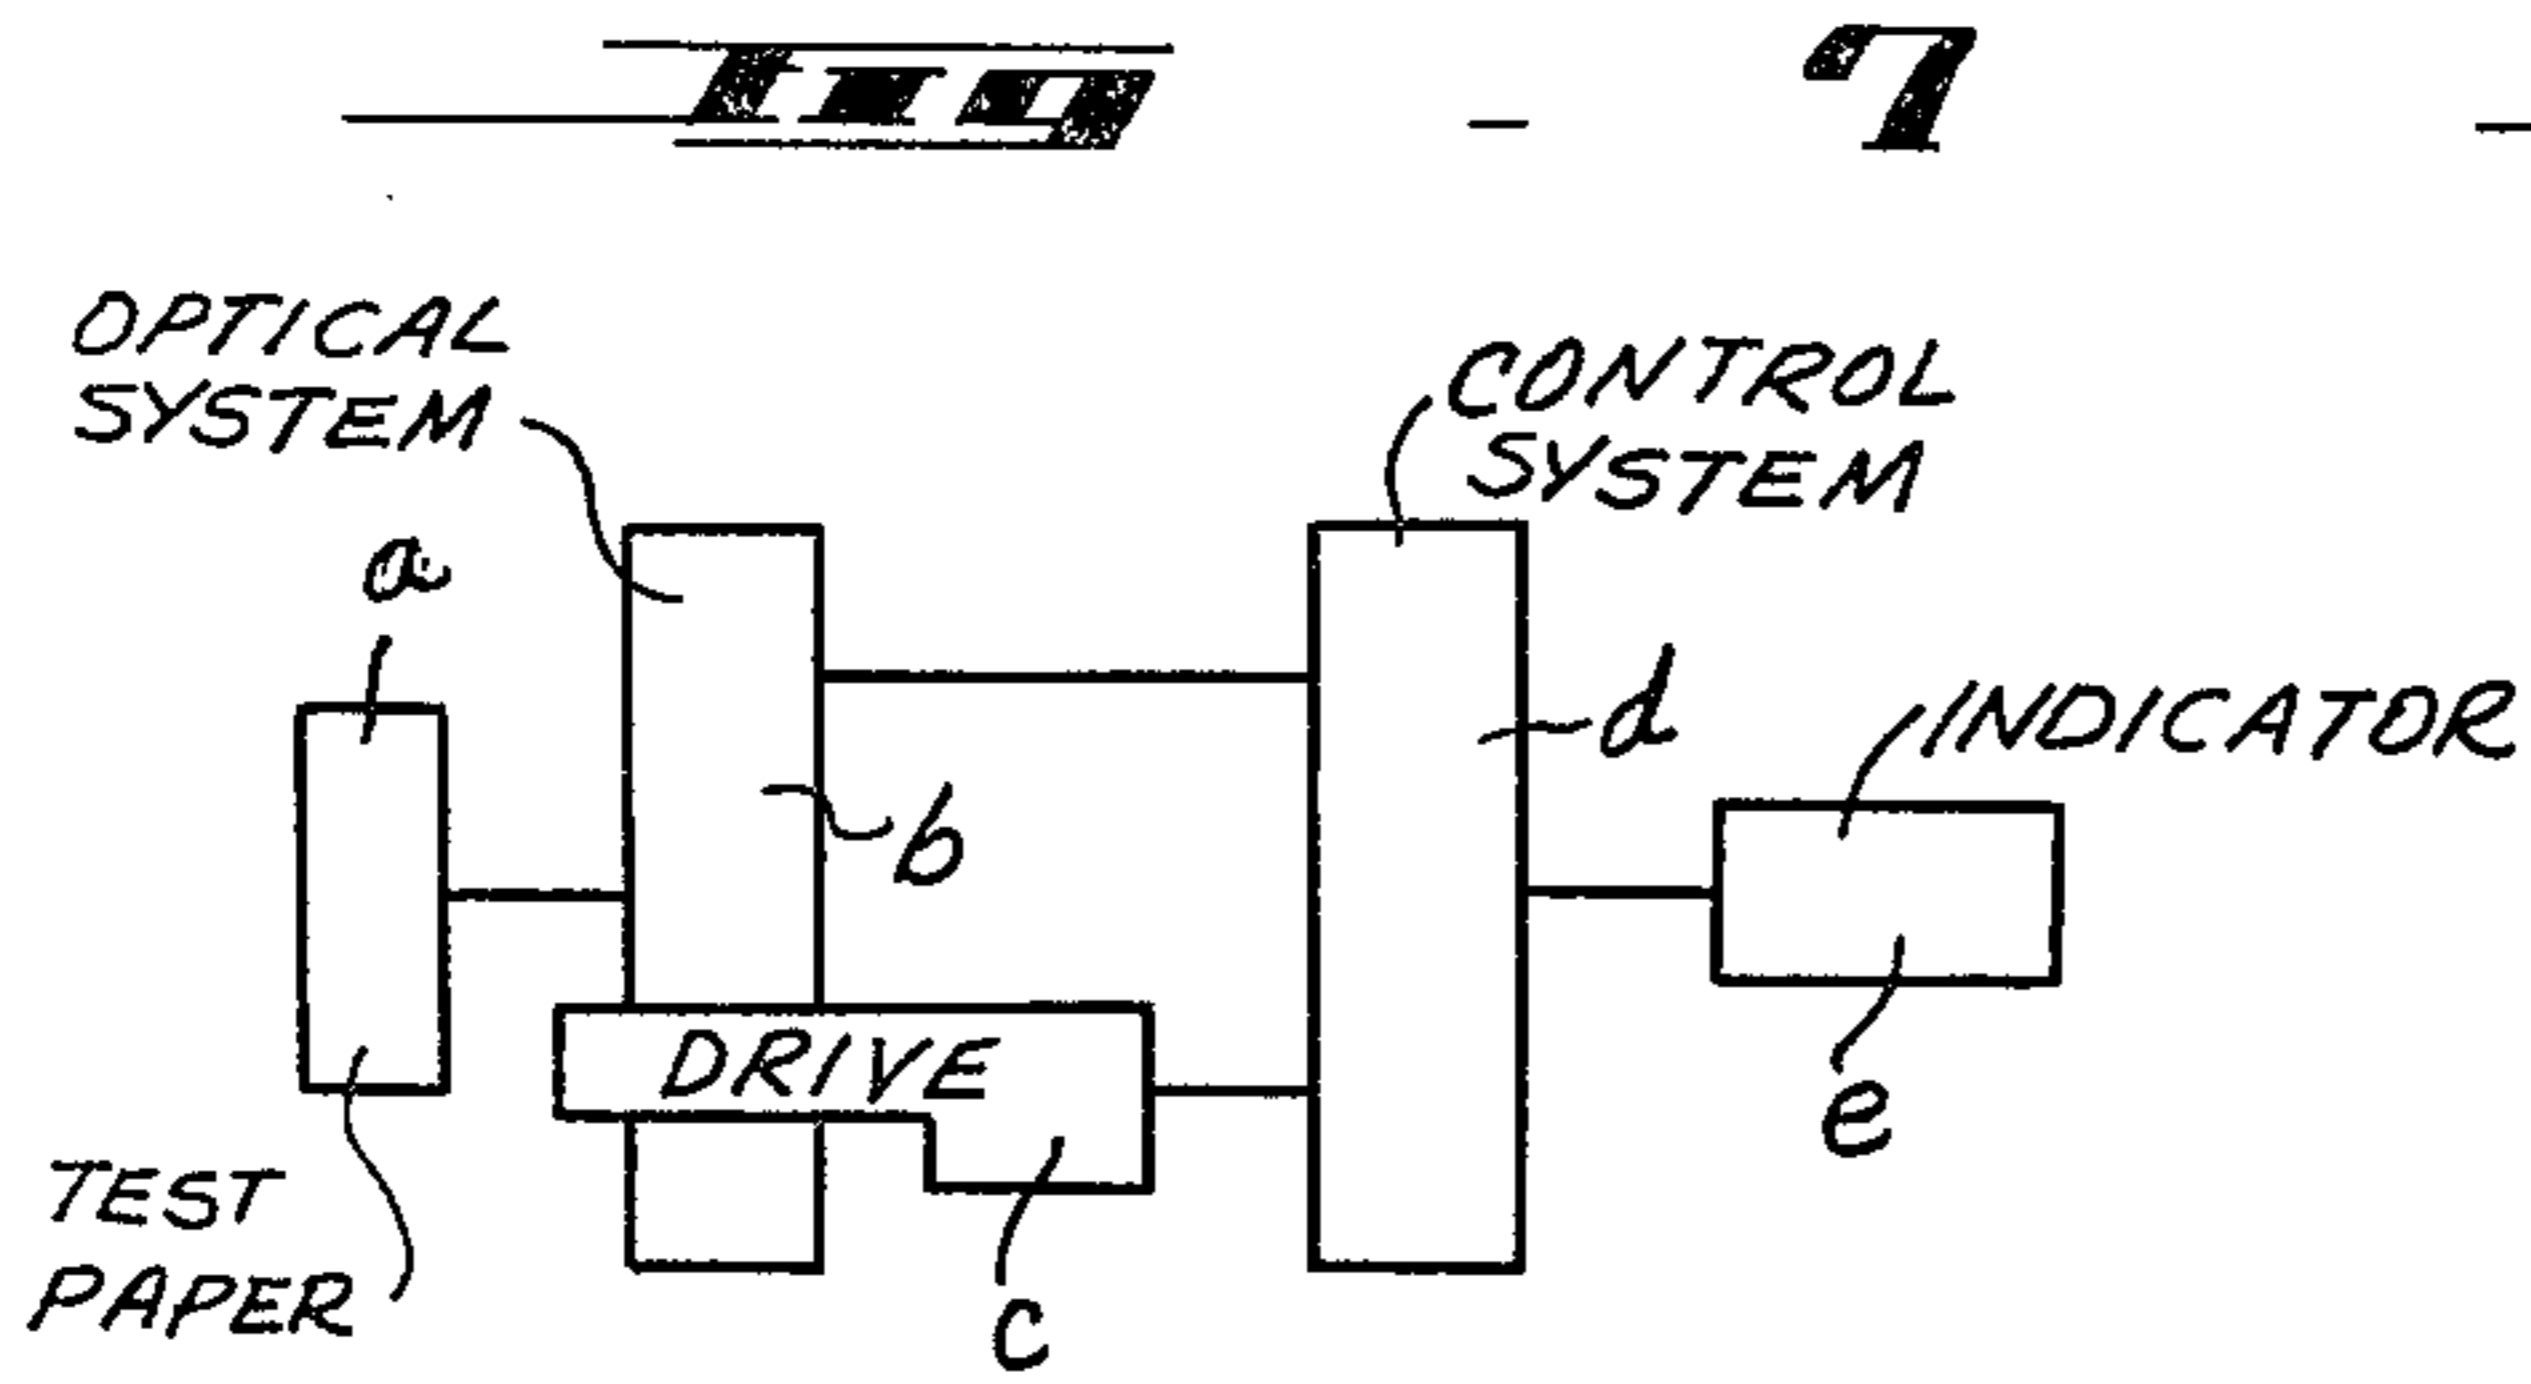 Fig - 7 -
OPTICAL
SYSTEM
CONTROL
SYSTEM
a
d
INDICATOR
b
DRIVE
e
TEST
PAPER
c